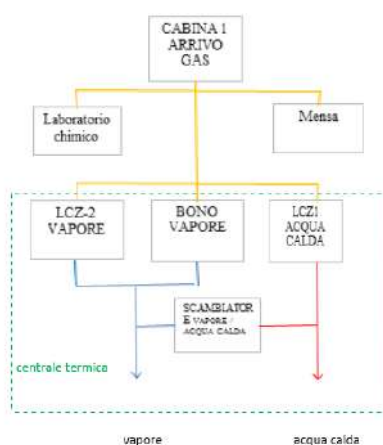 CABINA 1
ARRIVO
GAS
Laboratorio
chimico
Mensa
LCZ-2
VAPORE
BONO
VAPORE
LCZ1
ACQUA
CALDA
SCAMBIATOR
E VAPORE /
ACQUA CALDA
centrale termica
vapore
acqua calda